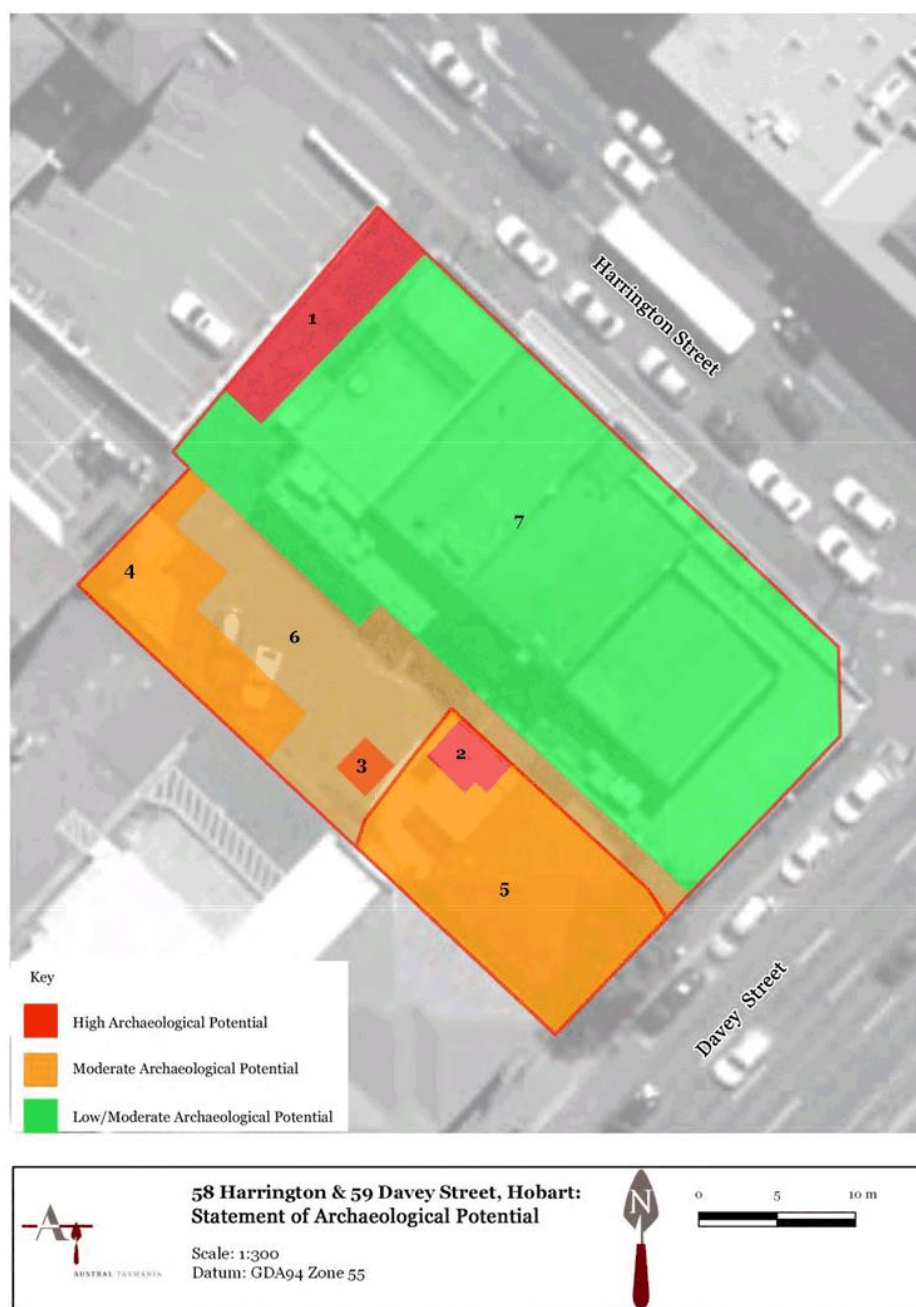 Harrington Street
1
7
4
6
2
3
5
Davey Street
Key
High Archaeological Potential
Moderate Archaeological Potential
Low/Moderate Archaeological Potential
A
AUSTRAL TASMANIA
58 Harrington & 59 Davey Street, Hobart:
Statement of Archaeological Potential
Scale: 1:300
Datum: GDA94 Zone 55
N
0 5 10 m